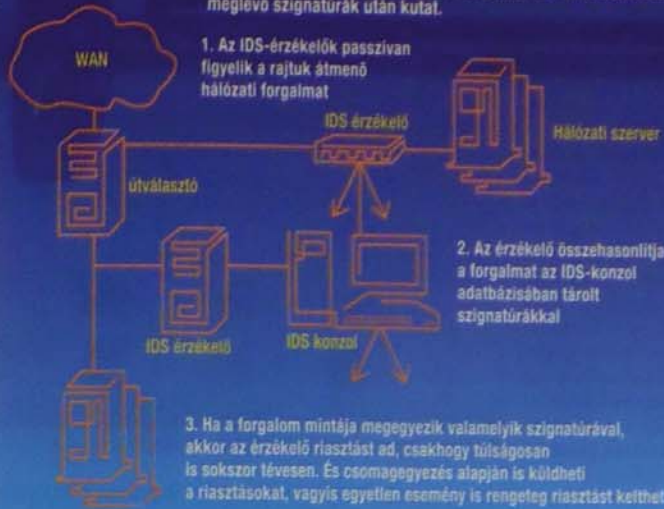 meglévő szignatúrák után kutat.
WAN
1. Az IDS-érzékelők passzívan
figyelik a rajtuk átmenő
hálózati forgalmat
IDS érzékelő
Hálózati szerver
útválasztó
2. Az érzékelő összehasonlítja
a forgalmat az IDS-konzol
adatbázisában tárolt
szignatúrákkal
IDS érzékelő
IDS konzol
3. Ha a forgalom mintája megegyezik valamelyik szignatúrával,
akkor az érzékelő riasztást ad, csakhogy túlságosan
is sokszor tévesen. És csomagegyezés alapján is küldheti
a riasztásokat, vagyis egyetlen esemény is rengeteg riasztást kelthet